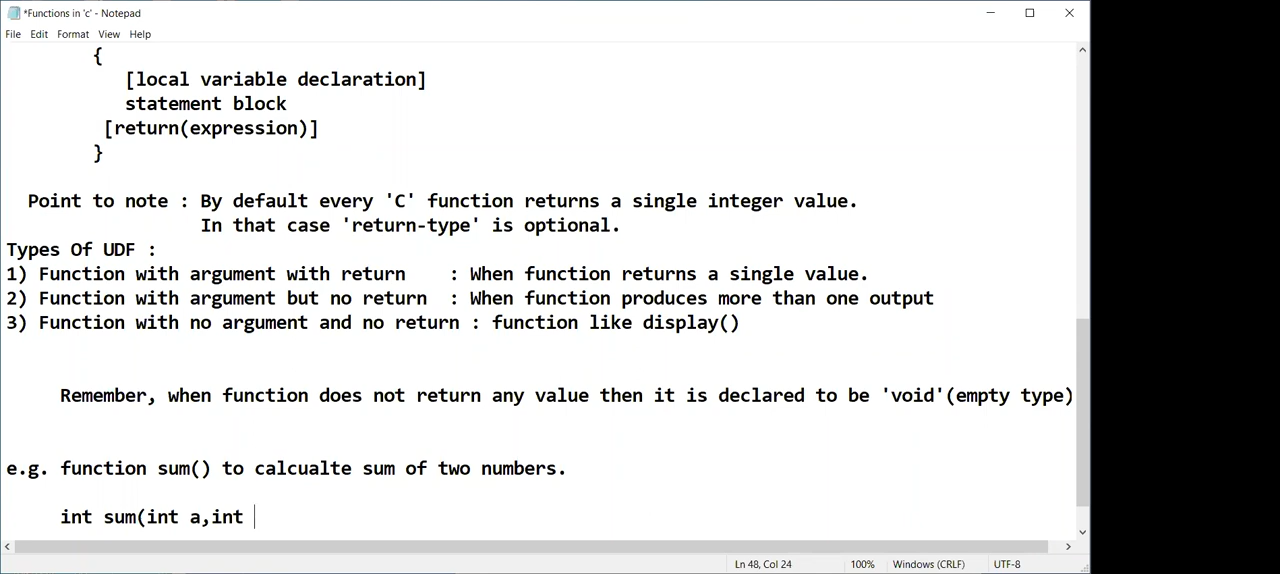 *Functions in 'c' - Notepad
File Edit Format View Help
{
[local variable declaration]
statement block
[return(expression)]
}
Point to note : By default every 'C' function returns a single integer value.
In that case 'return-type' is optional.
Types Of UDF :
1) Function with argument with return : When function returns a single value.
2) Function with argument but no return : When function produces more than one output
3) Function with no argument and no return : function like display()
Remember, when function does not return any value then it is declared to be 'void'(empty type)
e.g. function sum() to calcualte sum of two numbers.
int sum(int a,int
Ln 48, Col 24 100% Windows (CRLF) UTF-8